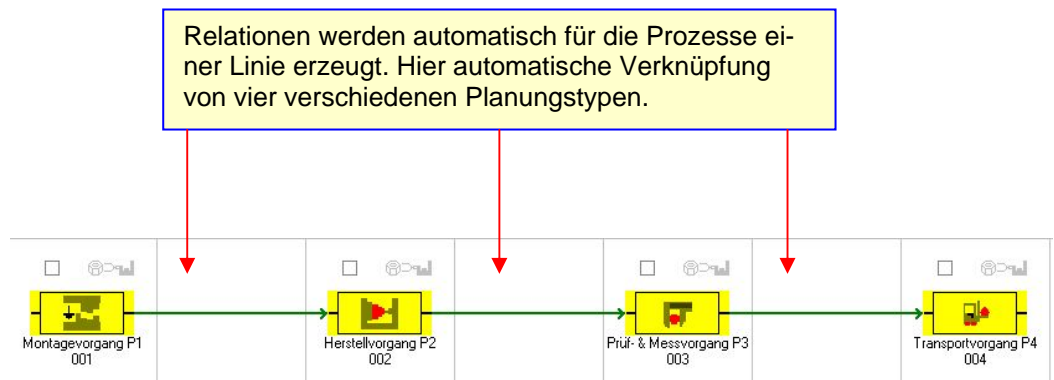 Relationen werden automatisch für die Prozesse ei-
ner Linie erzeugt. Hier automatische Verknüpfung
von vier verschiedenen Planungstypen.
Montagevorgang P1
001
Herstellvorgang P2
002
Prüf- & Messvorgang P3
003
Transportvorgang P4
004